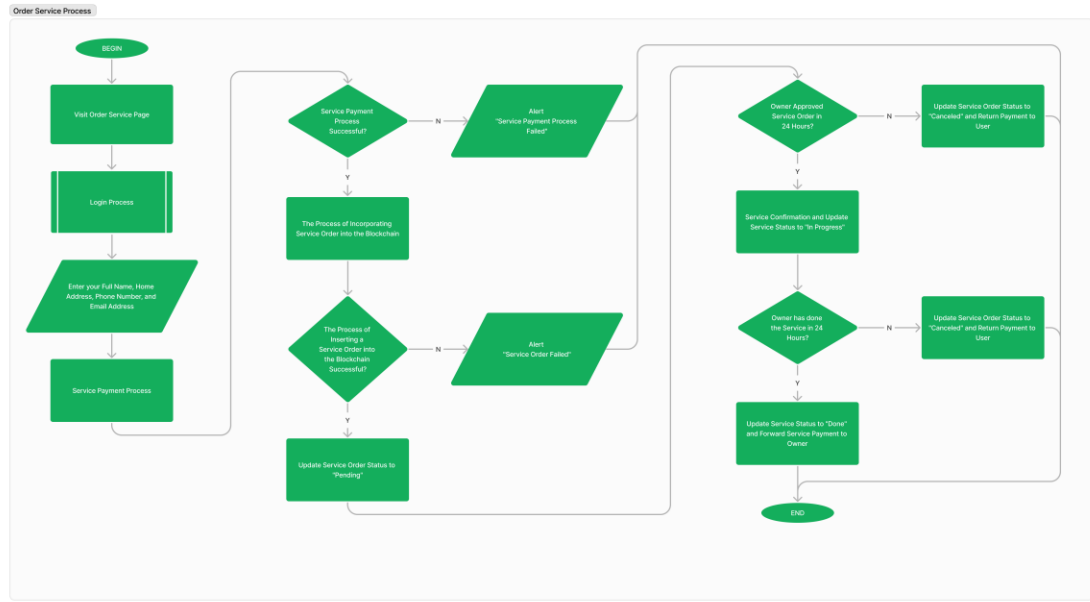 Order Service Process
BEGIN
Visit Order Service Page
Login Process
Enter your Full Name, Home
Address, Phone Number, and
Email Address
Service Payment Process
Service Payment
Process
Successful?
N
Alert
"Service Payment Process
Failed"
Y
The Process of Incorporating
Service Order into the Blockchain
The Process of
Inserting a
Service Order into
the Blockchain
Successful?
N
Alert
"Service Order Failed"
Y
Update Service Order Status to
"Pending"
Owner Approved
Service Order in
24 Hours?
N
Update Service Order Status to
"Canceled" and Return Payment to
User
Y
Service Confirmation and Update
Service Status to "In Progress"
Owner has done
the Service in 24
Hours?
N
Update Service Order Status to
"Canceled" and Return Payment to
User
Y
Update Service Status to "Done"
and Forward Service Payment to
Owner
END